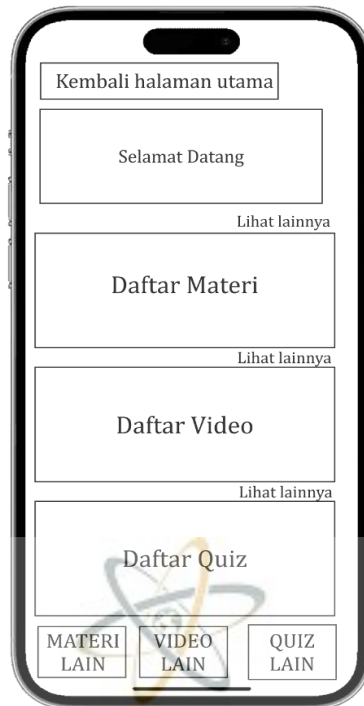 Kembali halaman utama
Selamat Datang
Lihat lainnya
Daftar Materi
Lihat lainnya
Daftar Video
Lihat lainnya
Daftar Quiz
MATERI
LAIN
VIDEO
LAIN
QUIZ
LAIN